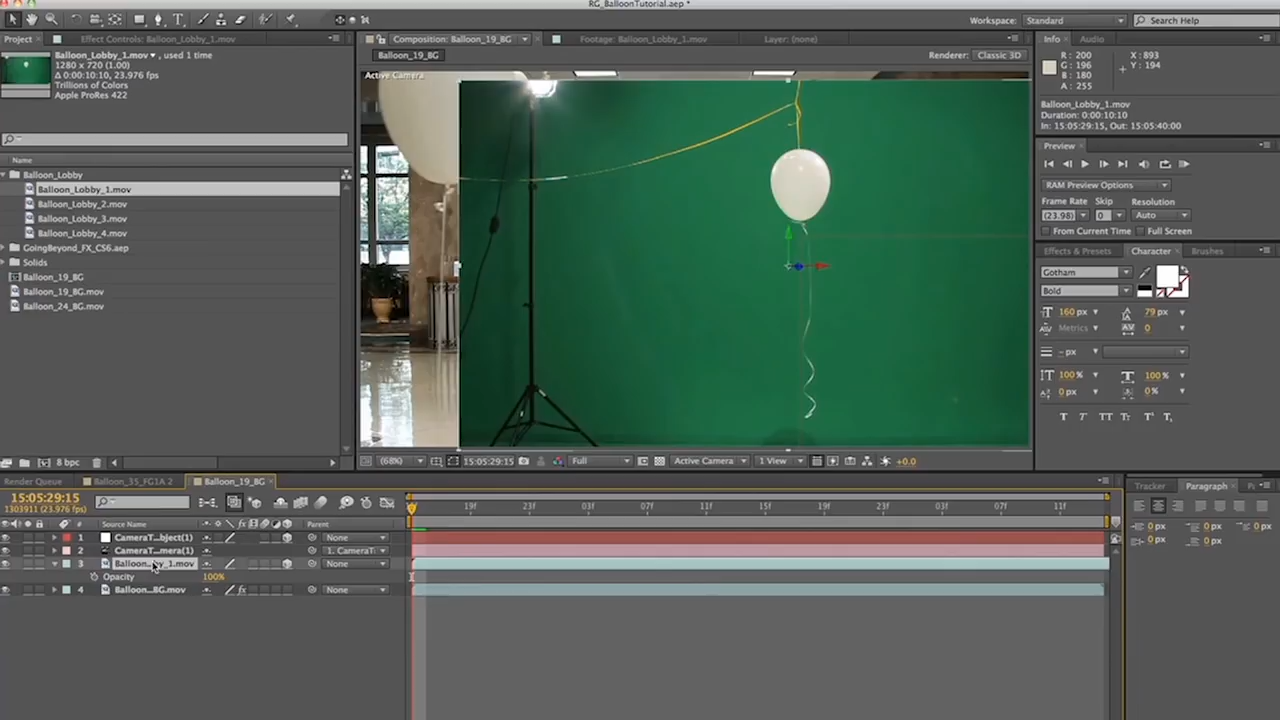 RG_BalloonTutorial.aep *
Workspace: Standard
Search Help
Project
Effect Controls: Balloon_Lobby_1.mov
Composition: Balloon_19_BG
Footage: Balloon_Lobby_1.mov
Layer: (none)
Info
Audio
Balloon_Lobby_1.mov , used 1 time
1280 x 720 (1.00)
Δ 0:00:10:10, 23.976 fps
Trillions of Colors
Apple ProRes 422
Balloon_19_BG
Renderer: Classic 3D
Active Camera
R : 200
G : 196
B : 180
A : 255
X : 893
Y : 194
Balloon_Lobby_1.mov
Duration: 0:00:10:10
In: 15:05:29:15, Out: 15:05:40:00
Name
Balloon_Lobby
Balloon_Lobby_1.mov
Balloon_Lobby_2.mov
Balloon_Lobby_3.mov
Balloon_Lobby_4.mov
GoingBeyond_FX_CS6.aep
Solids
Balloon_19_BG
Balloon_19_BG.mov
Balloon_24_BG.mov
Preview
RAM Preview Options
Frame Rate Skip Resolution
(23.98) 0 Auto
From Current Time Full Screen
Effects & Presets
Character
Brushes
Gotham
Bold
160 px
79 px
Metrics
0
- px
100 %
100 %
0 px
0 %
T T TT Tr T¹ T,
8 bpc
(68%)
15:05:29:15
Full
Active Camera
1 View
+0.0
Render Queue
Balloon_35_FG1A 2
Balloon_19_BG
Tracker
Paragraph
15:05:29:15
1303911 (23.976 fps)
19f
23f
03f
07f
11f
15f
19f
23f
03f
07f
11f
# Source Name
Parent
1 CameraT...bject(1) None
2 CameraT...mera(1) 1. CameraT
3 Balloon...by_1.mov None
Opacity 100%
4 Balloon...BG.mov None
0 px
0 px
0 px
0 px
0 px